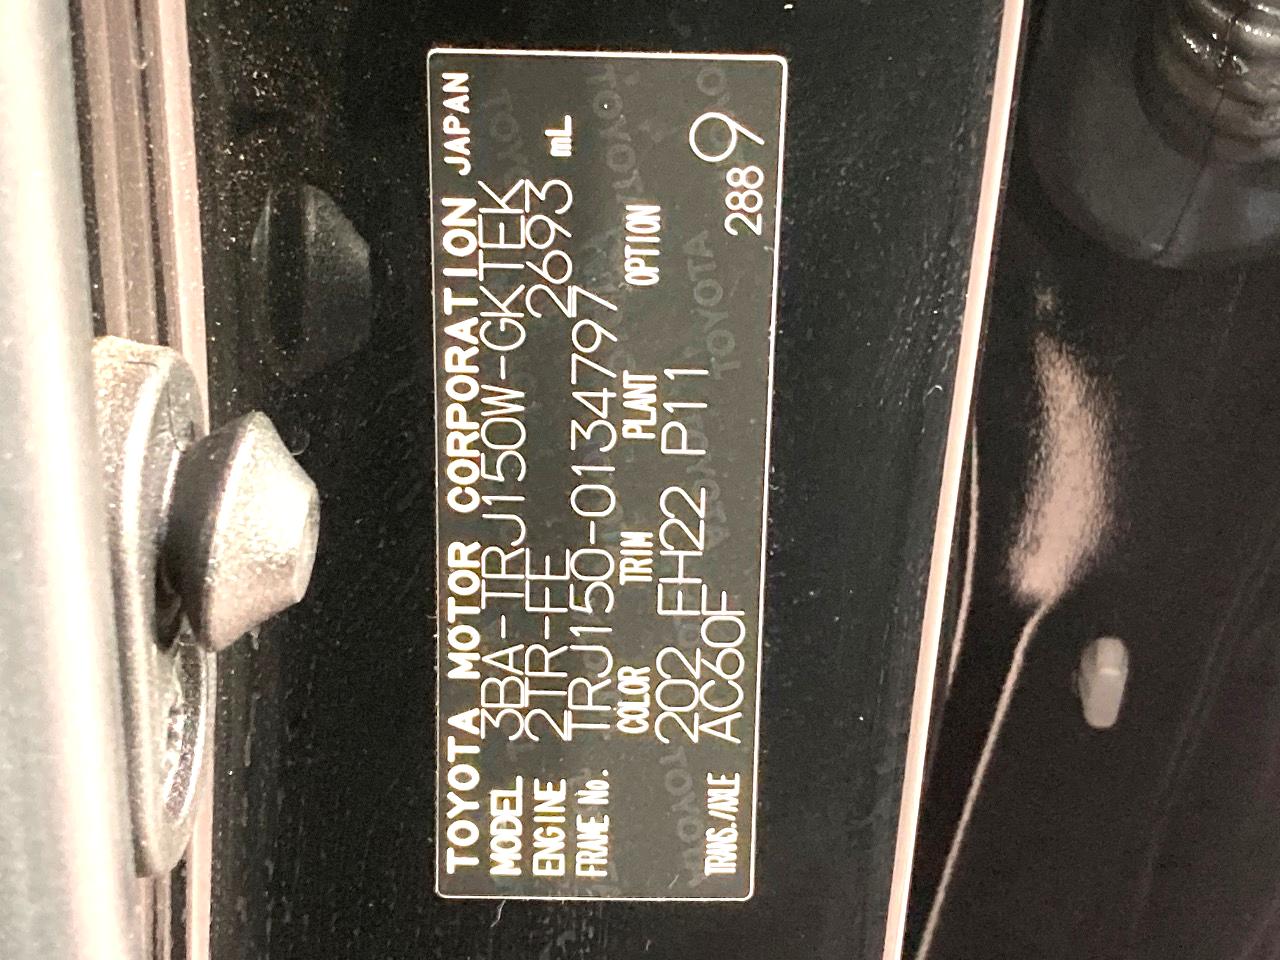 TOYOTA MOTOR CORPORATION JAPAN
MODEL 3BA-TRJ150W-GKTEK
ENGINE 2TR-FE 2693 mL
FRAME No. TRJ150-0134797
COLOR TRIM PLANT OPTION
202 FH22 P11
TRANS./AXLE AC60F 288 9